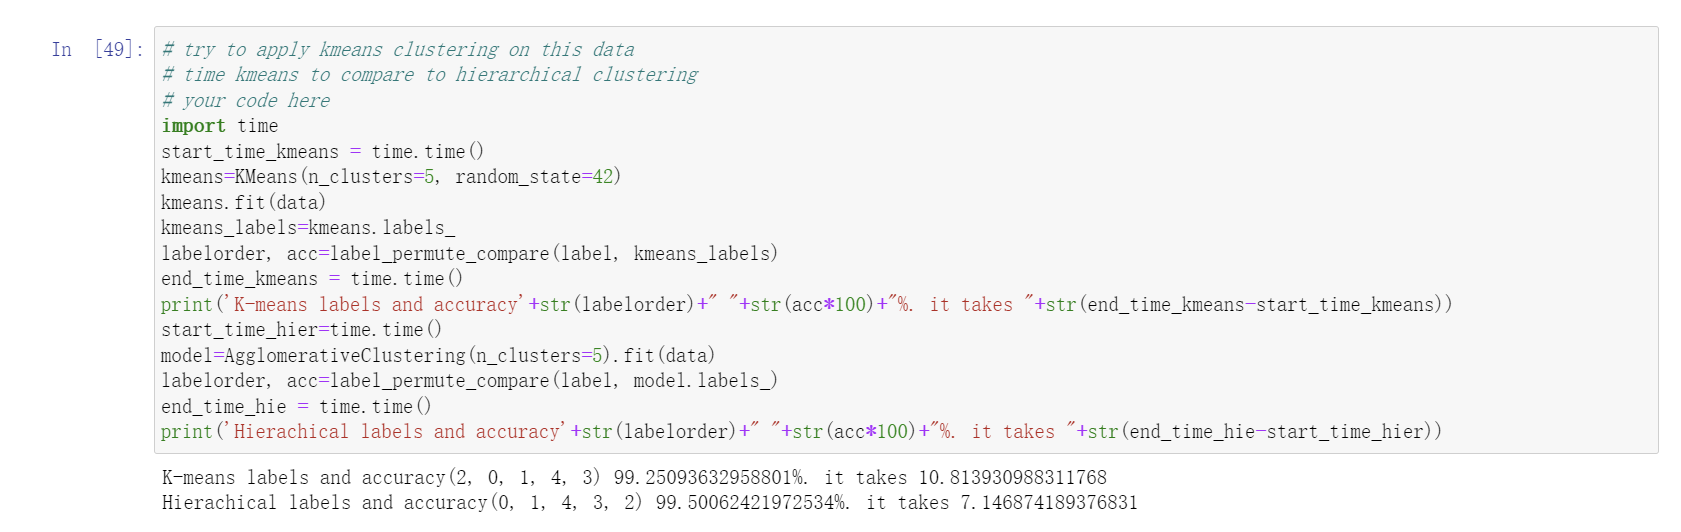 In [49]: # try to apply kmeans clustering on this data
# time kmeans to compare to hierarchical clustering
# your code here
import time
start_time_kmeans = time.time()
kmeans=KMeans(n_clusters=5, random_state=42)
kmeans.fit(data)
kmeans_labels=kmeans.labels_
labelorder, acc=label_permute_compare(label, kmeans_labels)
end_time_kmeans = time.time()
print('K-means labels and accuracy'+str(labelorder)+" "+str(acc*100)+"%. it takes "+str(end_time_kmeans-start_time_kmeans))
start_time_hier=time.time()
model=AgglomerativeClustering(n_clusters=5).fit(data)
labelorder, acc=label_permute_compare(label, model.labels_)
end_time_hie = time.time()
print('Hierachical labels and accuracy'+str(labelorder)+" "+str(acc*100)+"%. it takes "+str(end_time_hie-start_time_hier))
K-means labels and accuracy(2, 0, 1, 4, 3) 99.25093632958801%. it takes 10.813930988311768
Hierachical labels and accuracy(0, 1, 4, 3, 2) 99.50062421972534%. it takes 7.146874189376831